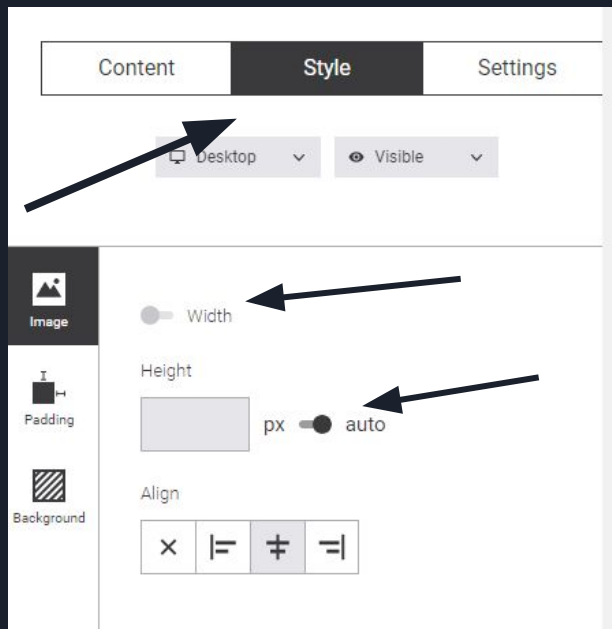 Content Style Settings
Desktop Visible
Image
Width
Height
Padding
px auto
Align
Background